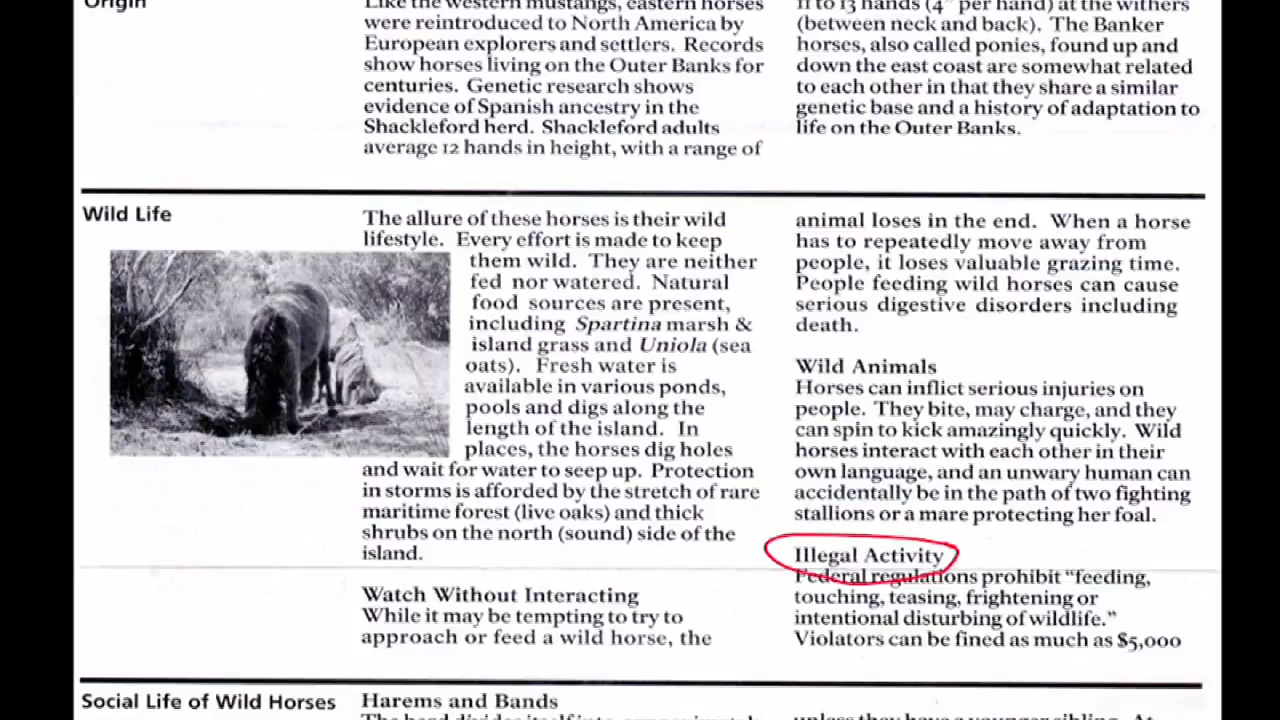 Origin
Like the western mustangs, eastern horses
were reintroduced to North America by
European explorers and settlers. Records
show horses living on the Outer Banks for
centuries. Genetic research shows
evidence of Spanish ancestry in the
Shackleford herd. Shackleford adults
average 12 hands in height, with a range of
11 to 13 hands (4" per hand) at the withers
(between neck and back). The Banker
horses, also called ponies, found up and
down the east coast are somewhat related
to each other in that they share a similar
genetic base and a history of adaptation to
life on the Outer Banks.
Wild Life
The allure of these horses is their wild
lifestyle. Every effort is made to keep
them wild. They are neither
fed nor watered. Natural
food sources are present,
including Spartina marsh &
island grass and Uniola (sea
oats). Fresh water is
available in various ponds,
pools and digs along the
length of the island. In
places, the horses dig holes
and wait for water to seep up. Protection
in storms is afforded by the stretch of rare
maritime forest (live oaks) and thick
shrubs on the north (sound) side of the
island.
Watch Without Interacting
While it may be tempting to try to
approach or feed a wild horse, the
animal loses in the end. When a horse
has to repeatedly move away from
people, it loses valuable grazing time.
People feeding wild horses can cause
serious digestive disorders including
death.
Wild Animals
Horses can inflict serious injuries on
people. They bite, may charge, and they
can spin to kick amazingly quickly. Wild
horses interact with each other in their
own language, and an unwary human can
accidentally be in the path of two fighting
stallions or a mare protecting her foal.
Illegal Activity
Federal regulations prohibit “feeding,
touching, teasing, frightening or
intentional disturbing of wildlife.”
Violators can be fined as much as $5,000
Social Life of Wild Horses
Harems and Bands
The herd divides itself into approximately
unless they have a younger sibling. At